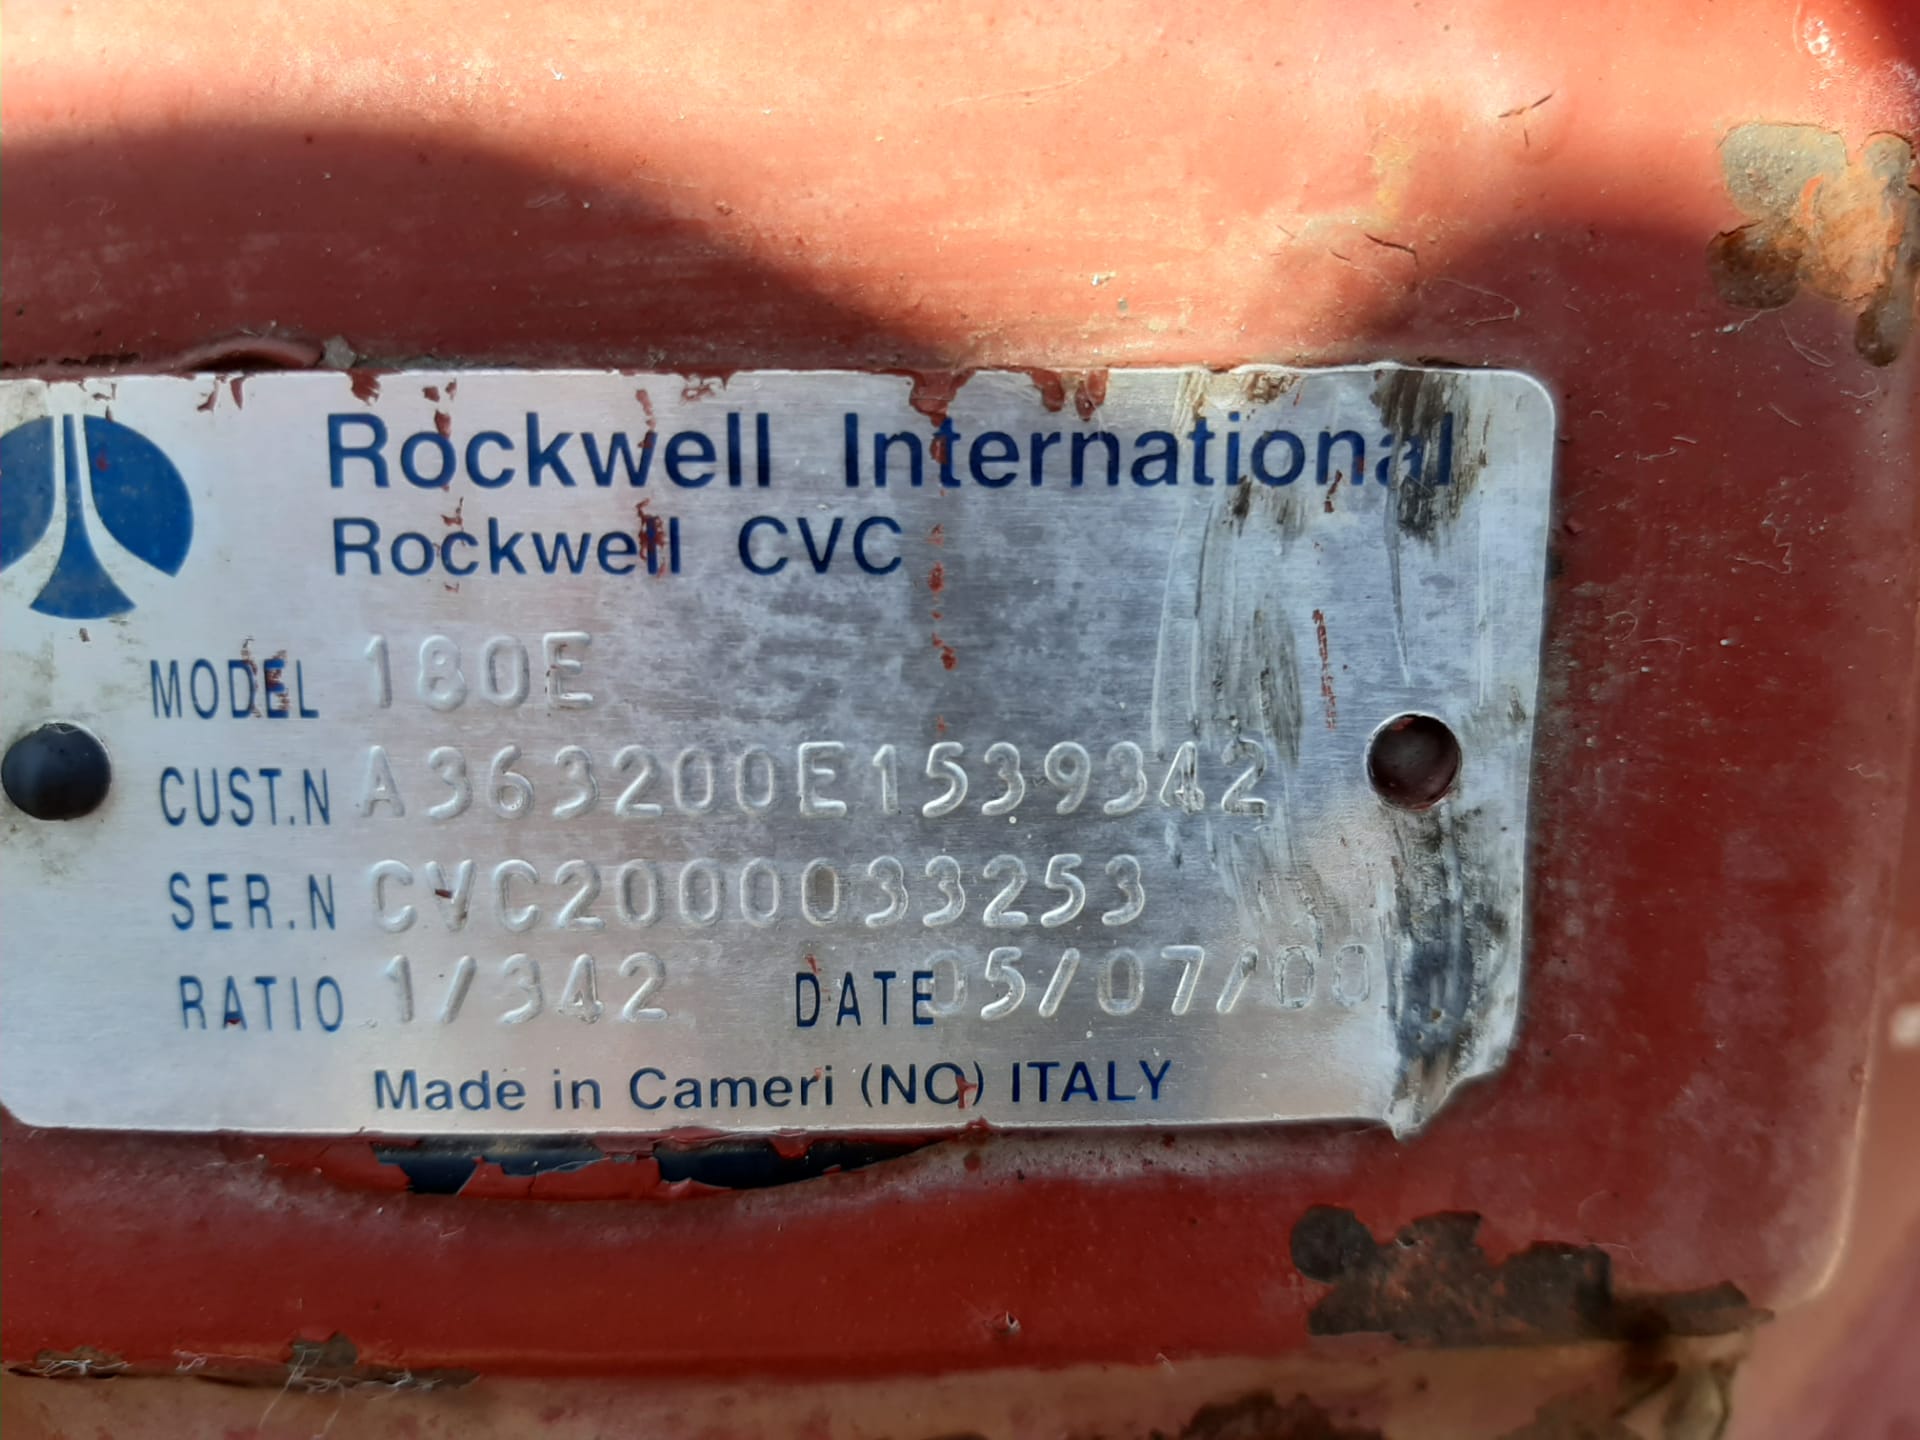 Rockwell International
Rockwell CVC
MODEL 180E
CUST.N A363200E1539342
SER.N CVC2000033253
RATIO 1/342 DATE 05/07/00
Made in Cameri (NO) ITALY